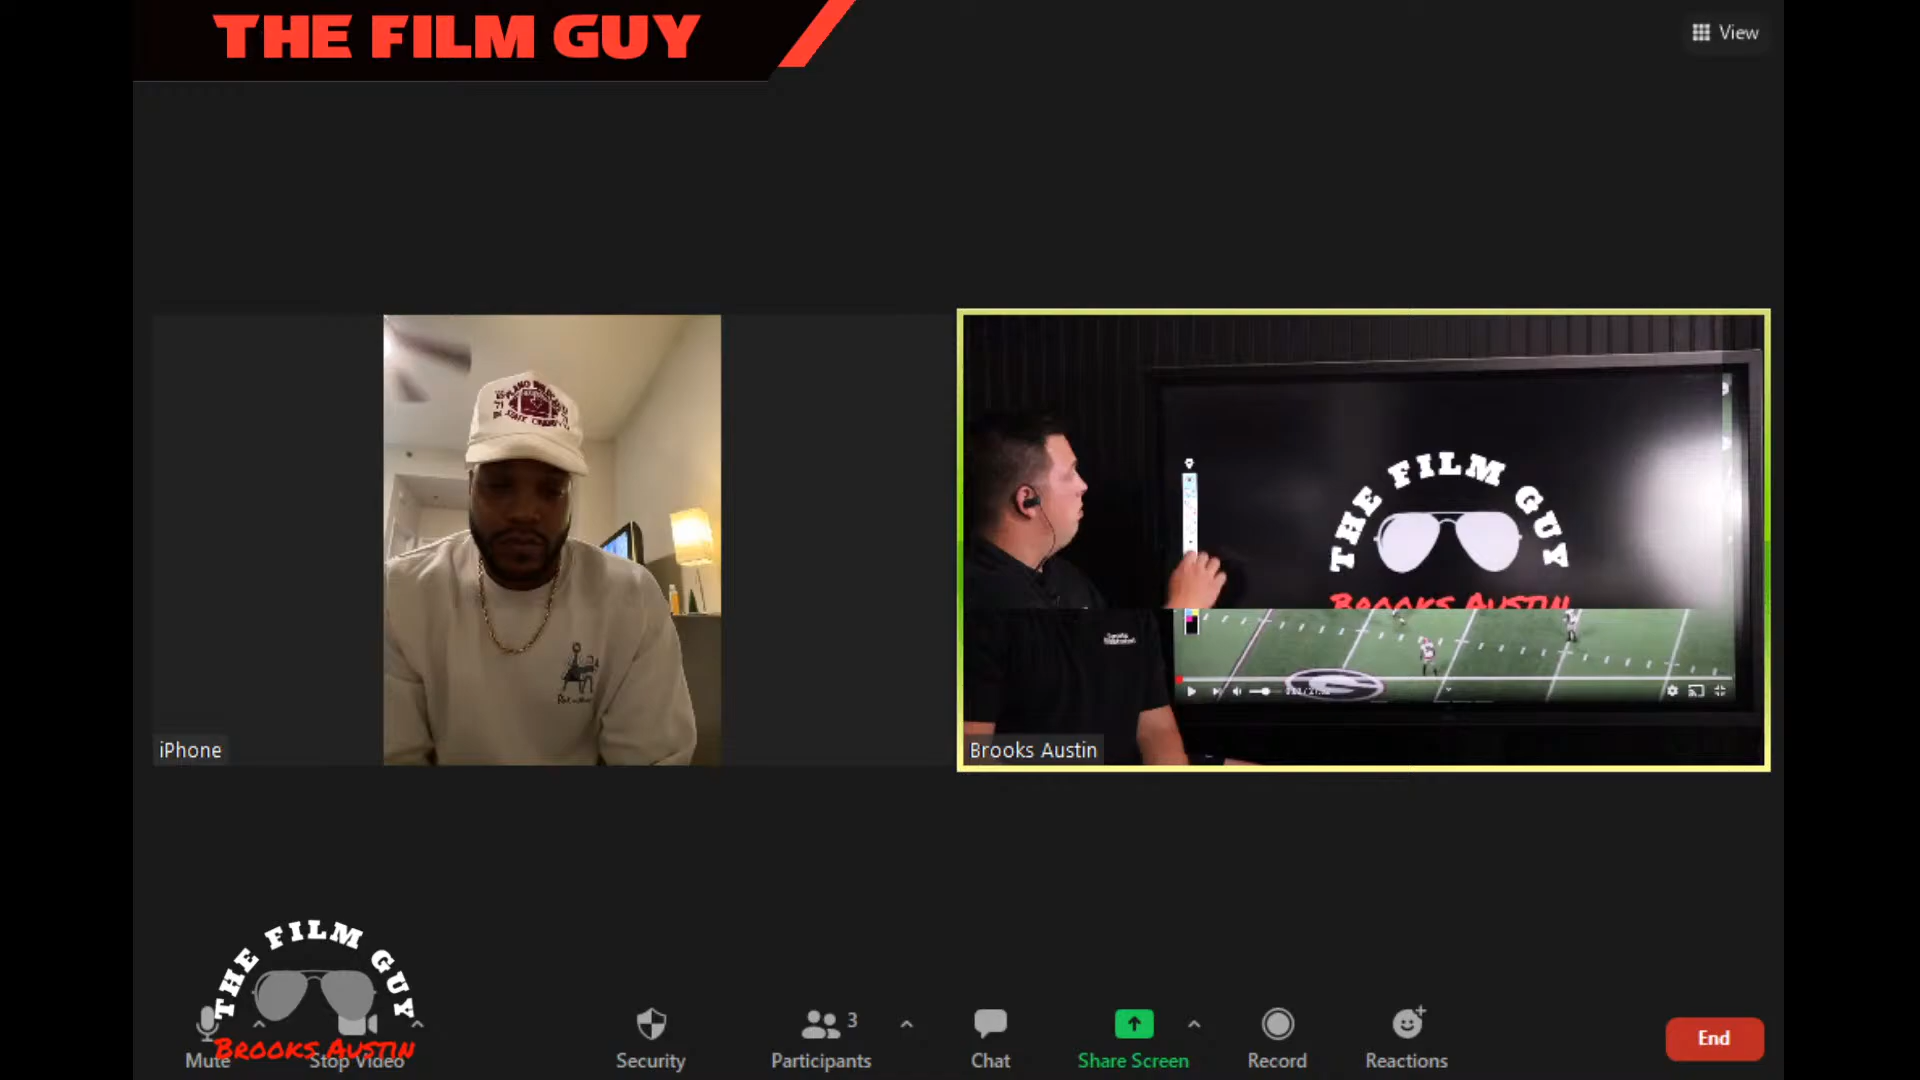 THE FILM GUY
View
THE FILM GUY
BROOKS AUSTIN
iPhone
Brooks Austin
THE FILM GUY
BROOKS AUSTIN
Mute
Stop Video
Security
3
Participants
Chat
Share Screen
Record
Reactions
End